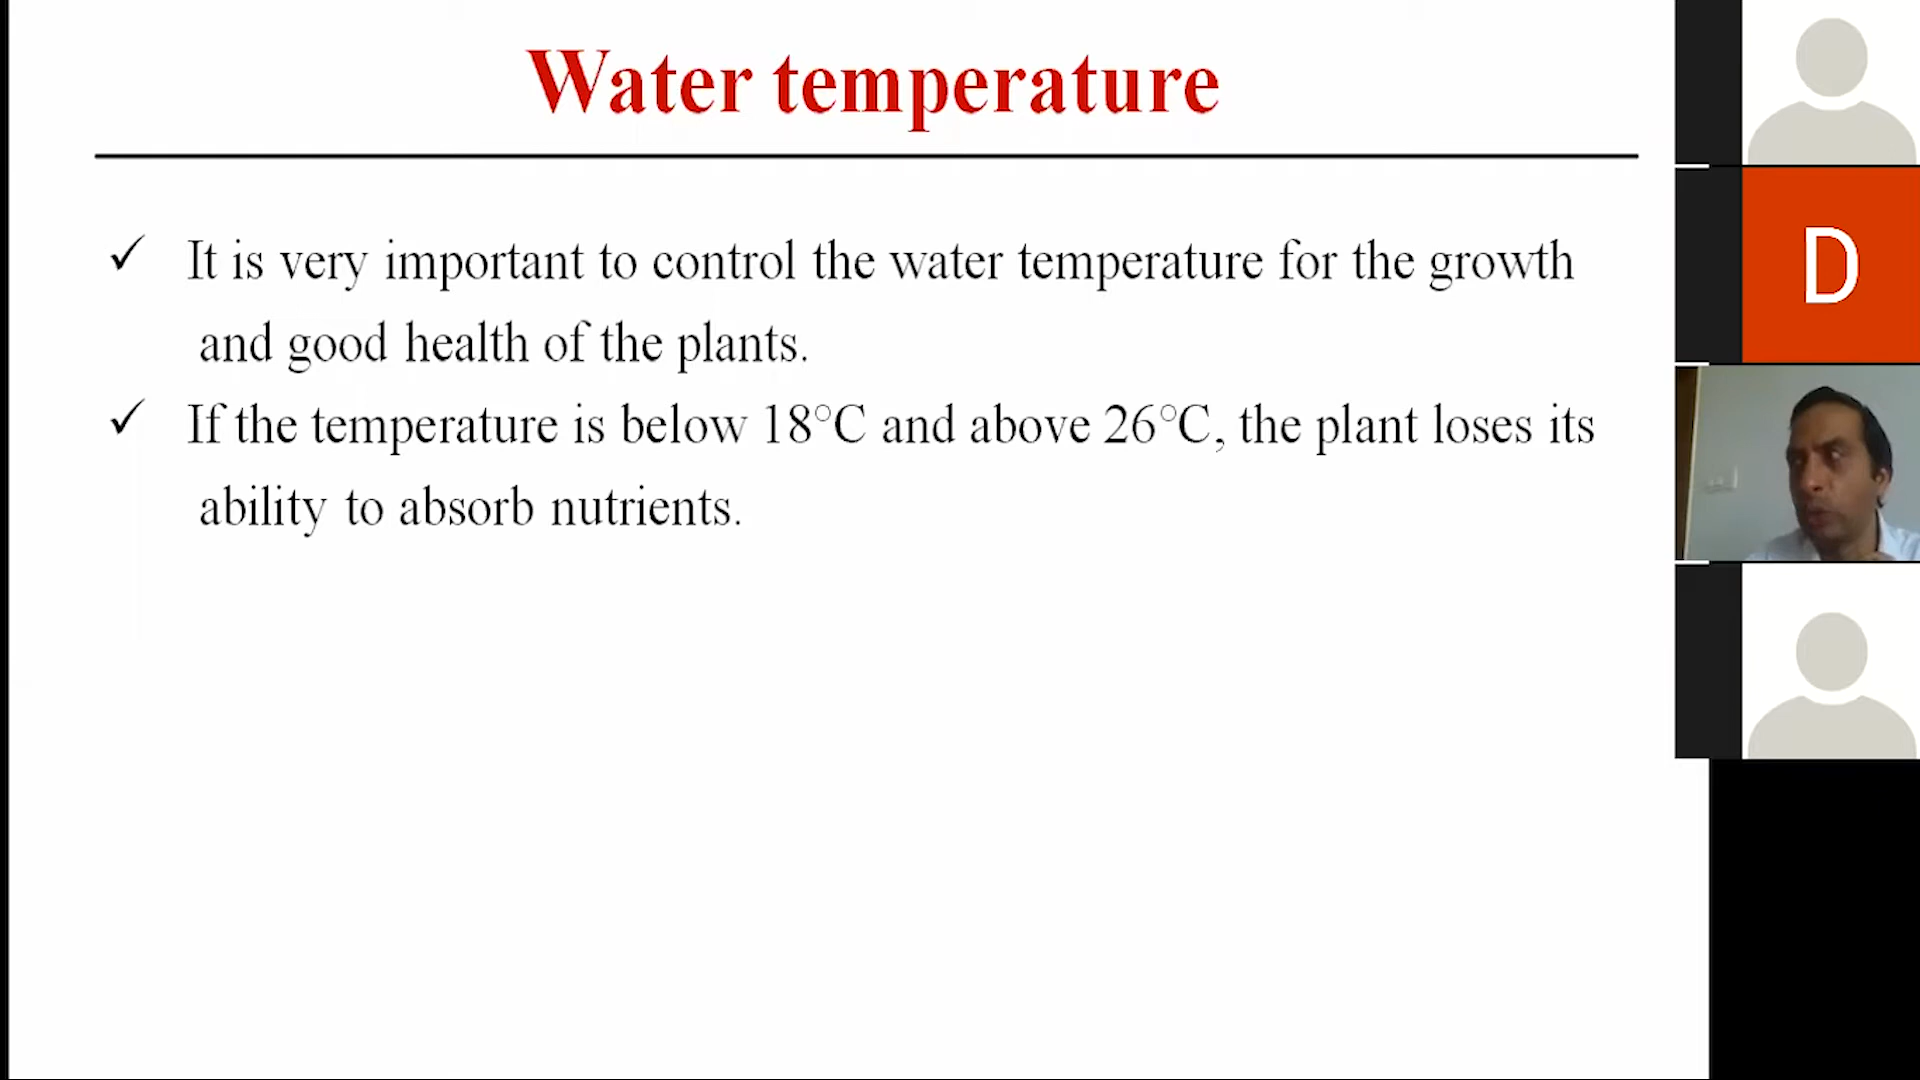 Water temperature
✓ It is very important to control the water temperature for the growth
and good health of the plants.
✓ If the temperature is below 18°C and above 26°C, the plant loses its
ability to absorb nutrients.
D